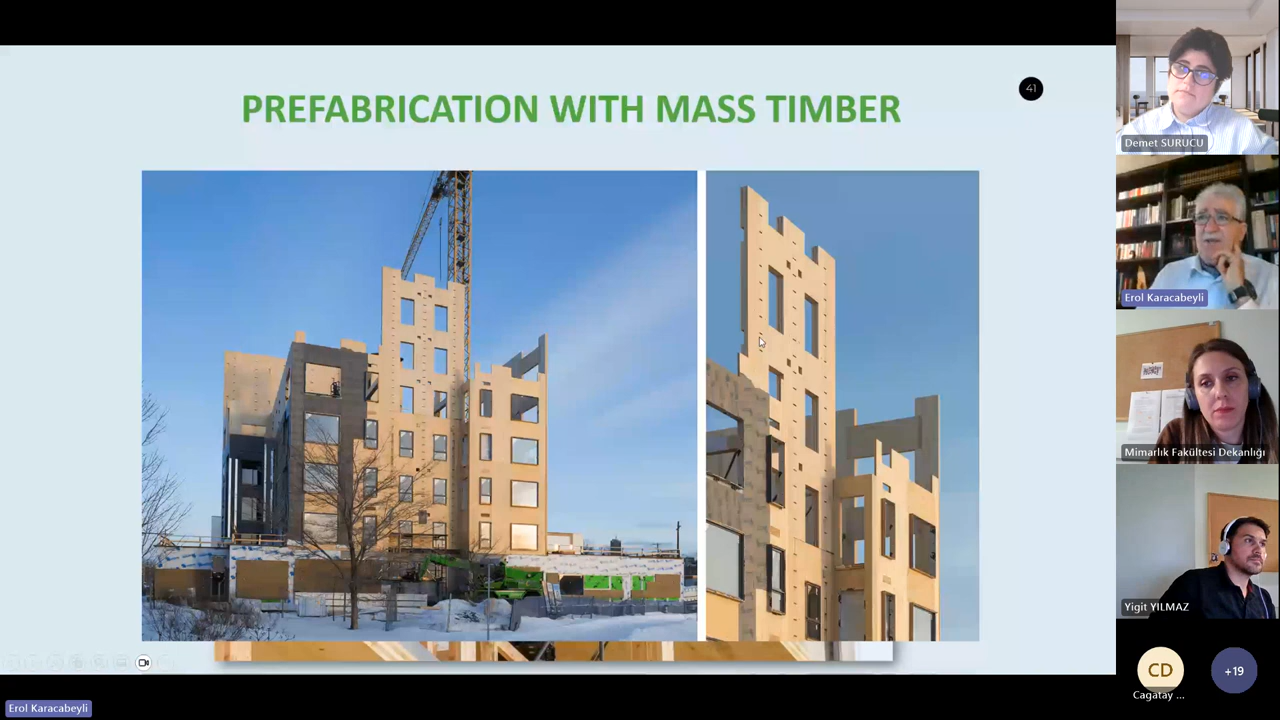 PREFABRICATION WITH MASS TIMBER
41
Demet SURUCU
Erol Karacabeyli
Mimarlık Fakültesi Dekanlığı
Yigit YILMAZ
CD
Cagatay ...
+19
Erol Karacabeyli